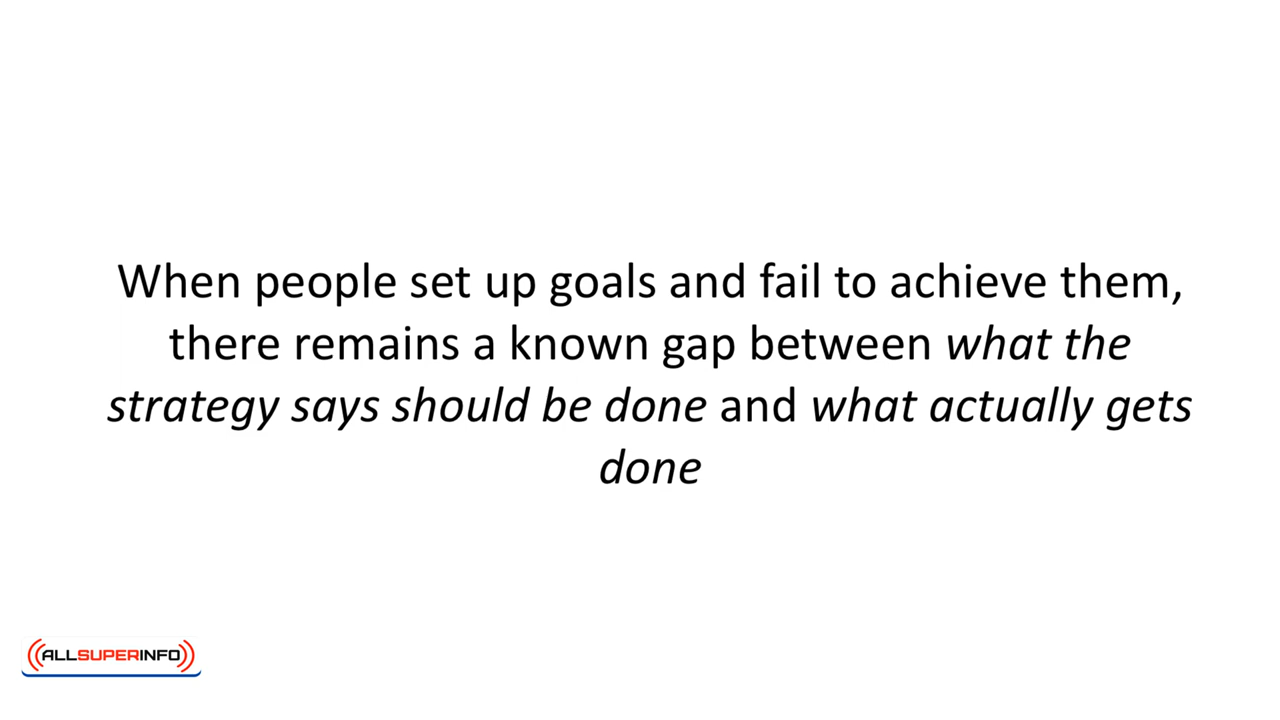 When people set up goals and fail to achieve them,
there remains a known gap between what the
strategy says should be done and what actually gets
done
ALLSUPERINFO